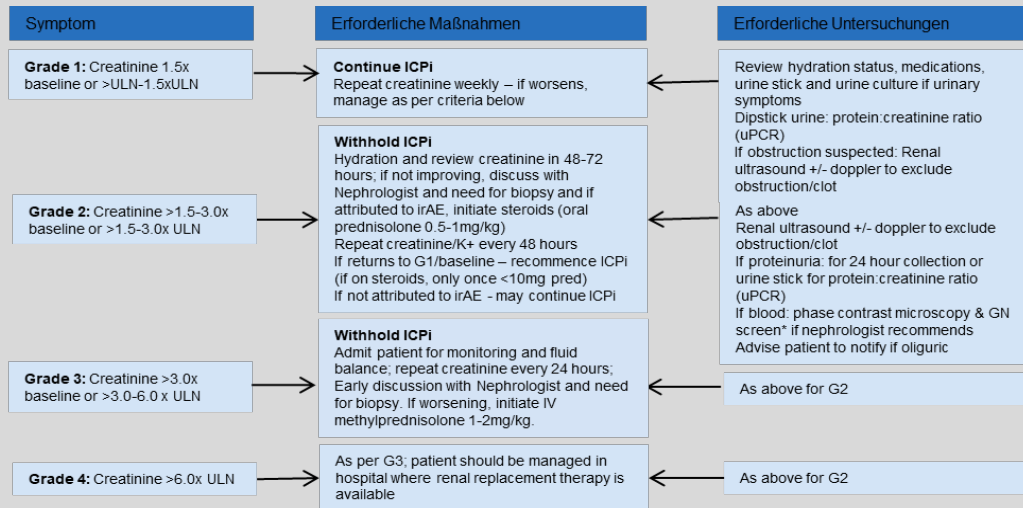 Symptom
Erforderliche Maßnahmen
Erforderliche Untersuchungen
Grade 1: Creatinine 1.5x
baseline or >ULN-1.5xULN
Continue ICPi
Repeat creatinine weekly – if worsens,
manage as per criteria below
Review hydration status, medications,
urine stick and urine culture if urinary
symptoms
Dipstick urine: protein:creatinine ratio
(uPCR)
If obstruction suspected: Renal
ultrasound +/- doppler to exclude
obstruction/clot
Grade 2: Creatinine >1.5-3.0x
baseline or >1.5-3.0x ULN
Withhold ICPi
Hydration and review creatinine in 48-72
hours; if not improving, discuss with
Nephrologist and need for biopsy and if
attributed to irAE, initiate steroids (oral
prednisolone 0.5-1mg/kg)
Repeat creatinine/K+ every 48 hours
If returns to G1/baseline – recommence ICPi
(if on steroids, only once <10mg pred)
If not attributed to irAE - may continue ICPi
As above
Renal ultrasound +/- doppler to exclude
obstruction/clot
If proteinuria: for 24 hour collection or
urine stick for protein:creatinine ratio
(uPCR)
If blood: phase contrast microscopy & GN
screen* if nephrologist recommends
Advise patient to notify if oliguric
Grade 3: Creatinine >3.0x
baseline or >3.0-6.0 x ULN
Withhold ICPi
Admit patient for monitoring and fluid
balance; repeat creatinine every 24 hours;
Early discussion with Nephrologist and need
for biopsy. If worsening, initiate IV
methylprednisolone 1-2mg/kg.
As above for G2
Grade 4: Creatinine >6.0x ULN
As per G3; patient should be managed in
hospital where renal replacement therapy is
available
As above for G2